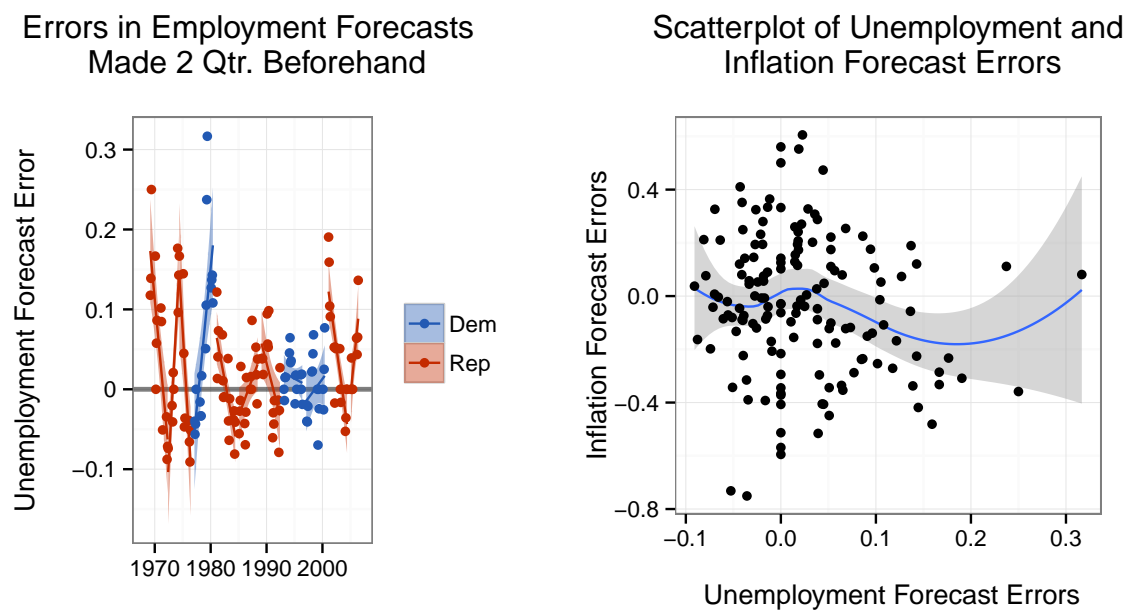 Errors in Employment Forecasts
Made 2 Qtr. Beforehand
Unemployment Forecast Error
0.3
0.2
0.1
0
−0.1
1970 1980 1990 2000
Dem
Rep
Scatterplot of Unemployment and
Inflation Forecast Errors
Inflation Forecast Errors
0.4
0.0
−0.4
−0.8
−0.1 0.0 0.1 0.2 0.3
Unemployment Forecast Errors